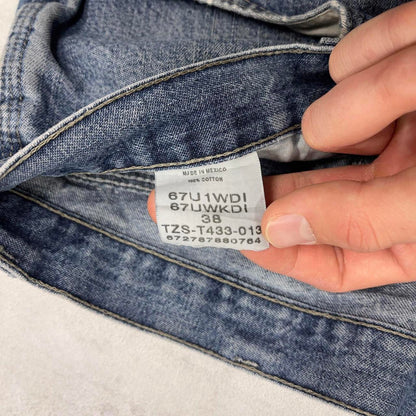 MADE IN MEXICO
100% COTTON
67U1WDI
67UWKDI
38
TZS-T433-013
672787880764